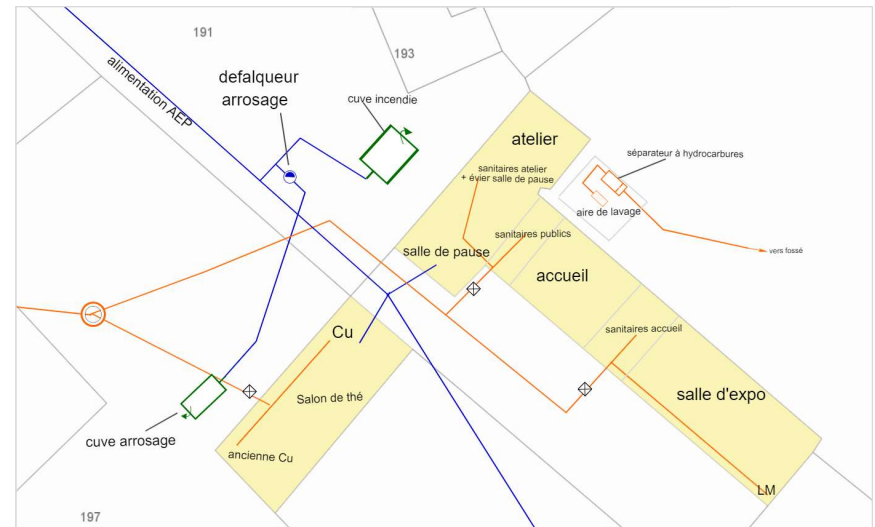 191
193
alimentation AEP
defalqueur
arrosage
cuve incendie
atelier
sanitaires atelier
+ évier salle de pause
séparateur à hydrocarbures
aire de lavage
vers fossé
sanitaires publics
salle de pause
accueil
sanitaires accueil
Cu
Salon de thé
salle d'expo
cuve arrosage
ancienne Cu
LM
197